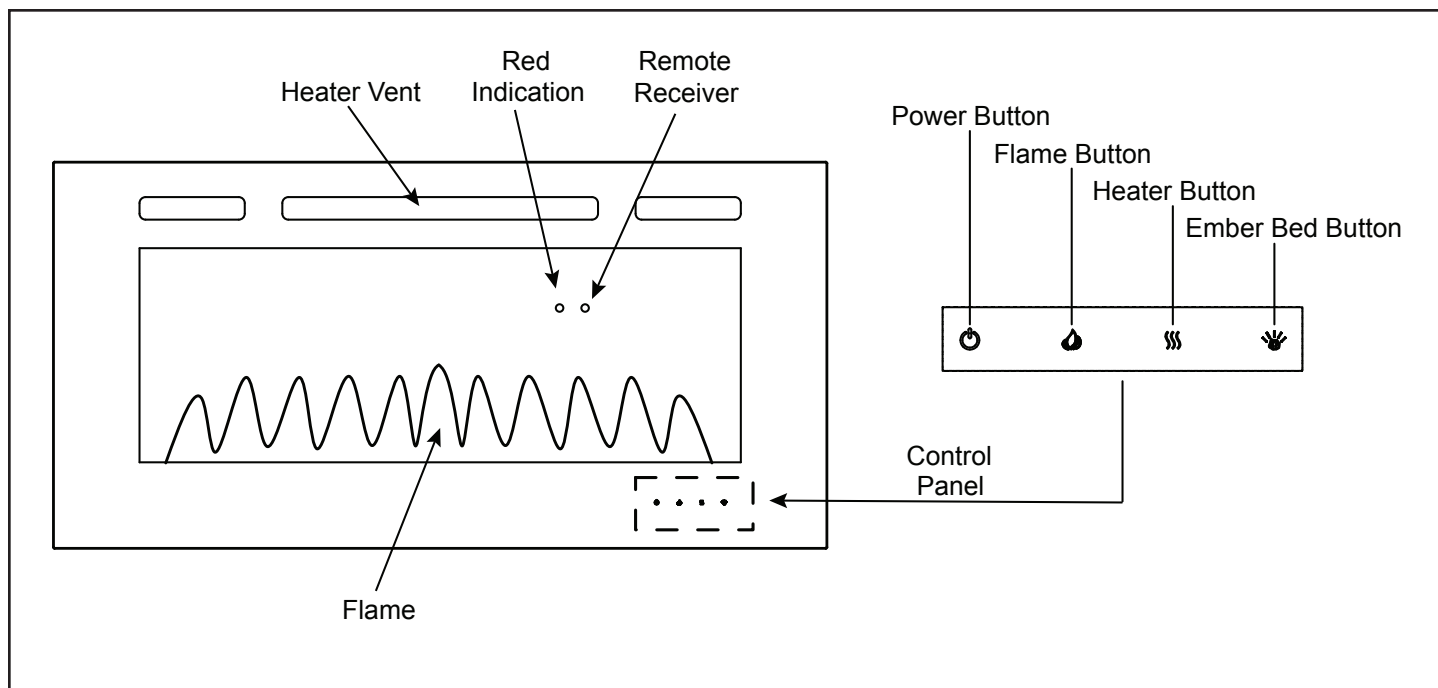 Heater Vent
Red
Indication
Remote
Receiver
Power Button
Flame Button
Heater Button
Ember Bed Button
Control
Panel
Flame